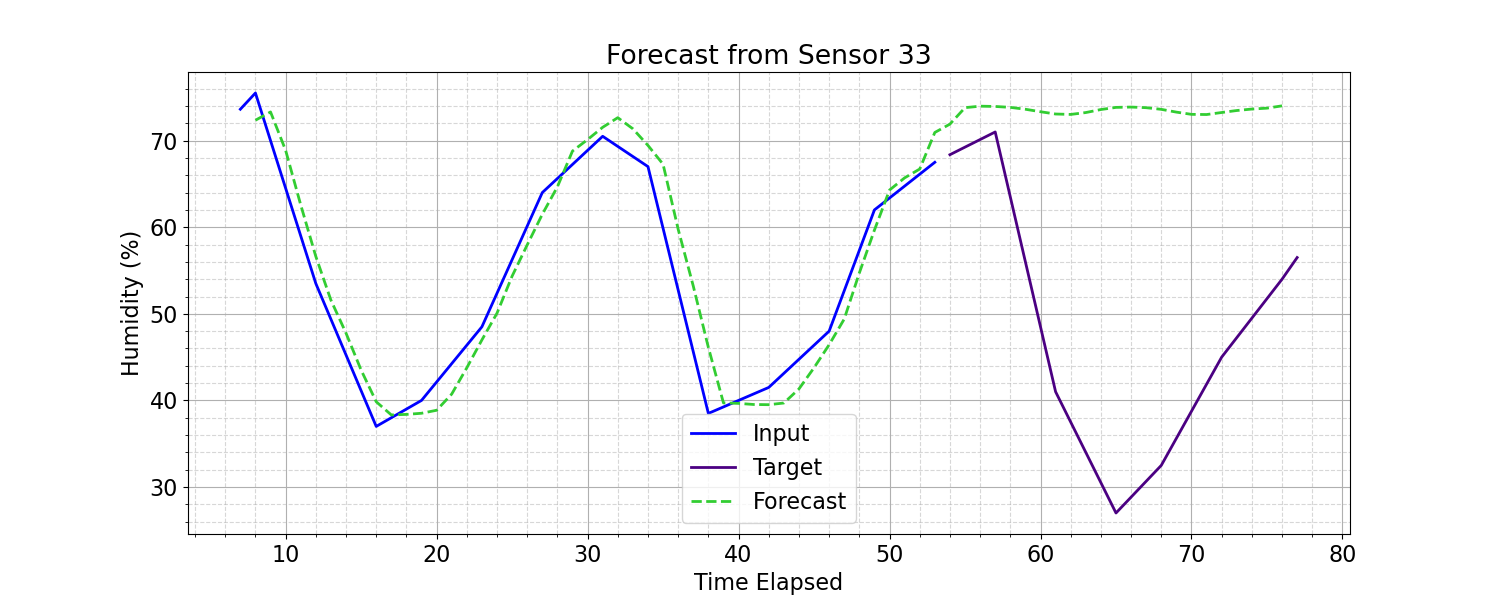 Forecast from Sensor 33
Humidity (%)
70
60
50
40
30
Input
Target
Forecast
10 20 30 40 50 60 70 80
Time Elapsed